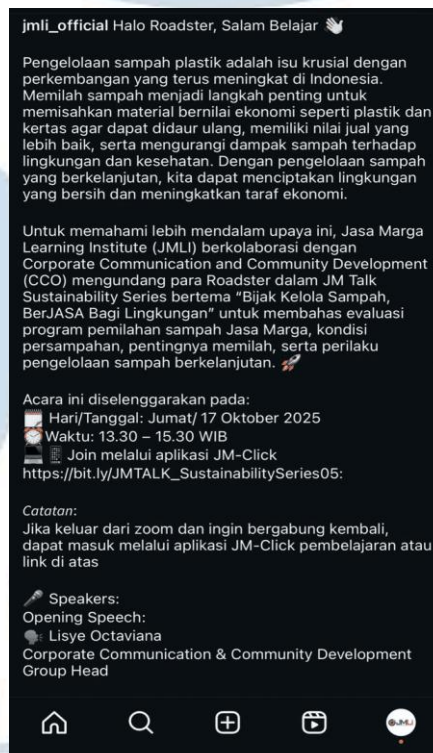 jmli_official Halo Roadster, Salam Belajar 👋
Pengelolaan sampah plastik adalah isu krusial dengan
perkembangan yang terus meningkat di Indonesia.
Memilah sampah menjadi langkah penting untuk
memisahkan material bernilai ekonomi seperti plastik dan
kertas agar dapat didaur ulang, memiliki nilai jual yang
lebih baik, serta mengurangi dampak sampah terhadap
lingkungan dan kesehatan. Dengan pengelolaan sampah
yang berkelanjutan, kita dapat menciptakan lingkungan
yang bersih dan meningkatkan taraf ekonomi.
Untuk memahami lebih mendalam upaya ini, Jasa Marga
Learning Institute (JMLI) berkolaborasi dengan
Corporate Communication and Community Development
(CCO) mengundang para Roadster dalam JM Talk
Sustainability Series bertema "Bijak Kelola Sampah,
BerJASA Bagi Lingkungan" untuk membahas evaluasi
program pemilahan sampah Jasa Marga, kondisi
persampahan, pentingnya memilah, serta perilaku
pengelolaan sampah berkelanjutan. 🚀
Acara ini diselenggarakan pada:
🗓️ Hari/Tanggal: Jumat/ 17 Oktober 2025
⏰Waktu: 13.30 – 15.30 WIB
💻📱 Join melalui aplikasi JM-Click
https://bit.ly/JMTALK_SustainabilitySeries05:
Catatan:
Jika keluar dari zoom dan ingin bergabung kembali,
dapat masuk melalui aplikasi JM-Click pembelajaran atau
link di atas
🎤 Speakers:
Opening Speech:
🗣️ Lisye Octaviana
Corporate Communication & Community Development
Group Head
JMLI